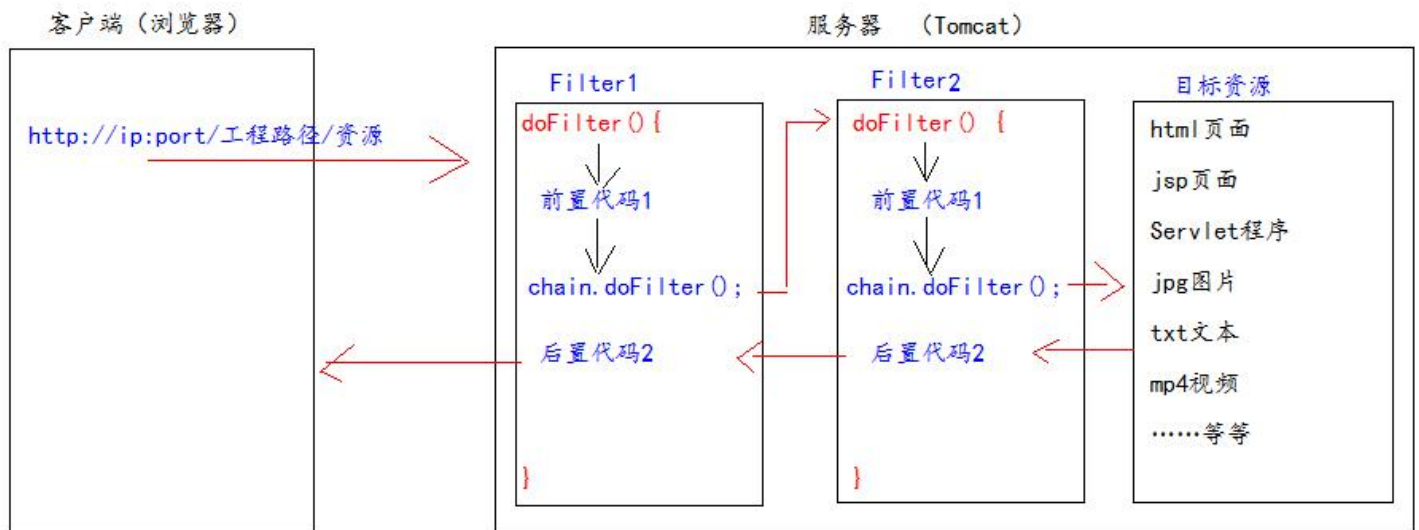 客户端（浏览器）
服务器 （Tomcat）
http://ip:port/工程路径/资源
Filter1
doFilter(){
前置代码1
chain.doFilter();
后置代码2
}
Filter2
doFilter() {
前置代码1
chain.doFilter();
后置代码2
}
目标资源
html页面
jsp页面
Servlet程序
jpg图片
txt文本
mp4视频
……等等